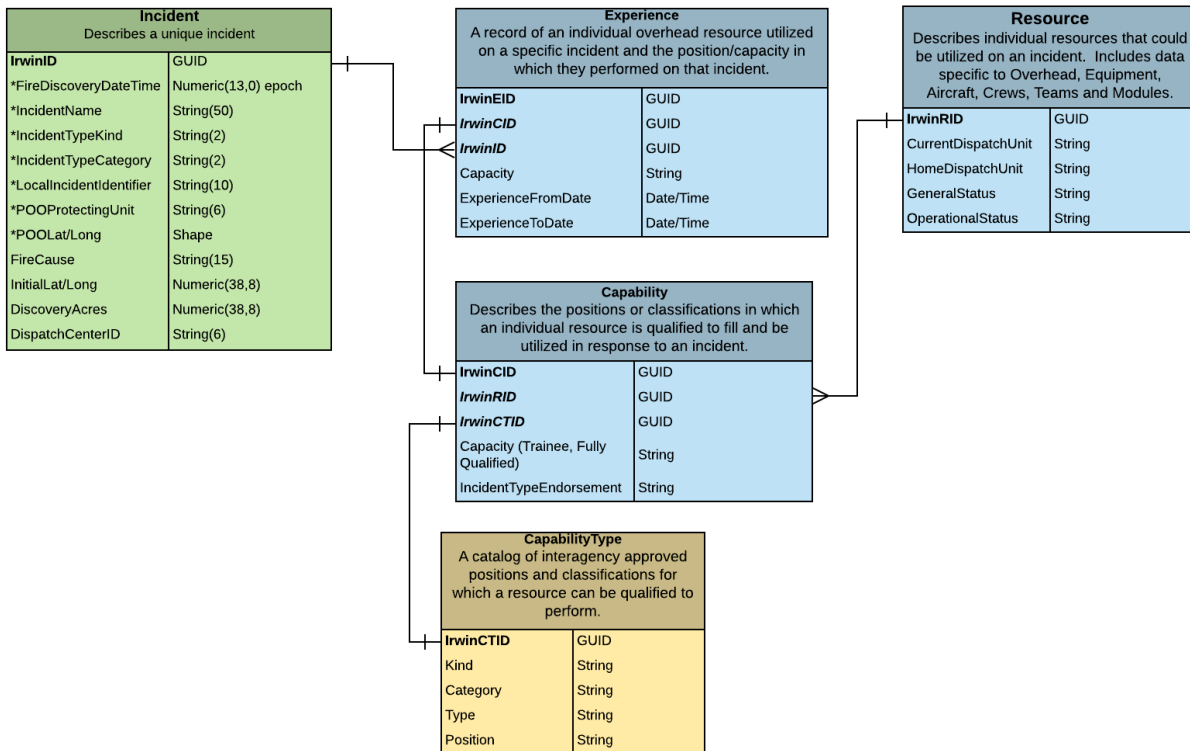 Incident
Describes a unique incident
IrwinID GUID
*FireDiscoveryDateTime Numeric(13,0) epoch
*IncidentName String(50)
*IncidentTypeKind String(2)
*IncidentTypeCategory String(2)
*LocalIncidentIdentifier String(10)
*POOProtectingUnit String(6)
*POOLat/Long Shape
FireCause String(15)
InitialLat/Long Numeric(38,8)
DiscoveryAcres Numeric(38,8)
DispatchCenterID String(6)
Experience
A record of an individual overhead resource utilized
on a specific incident and the position/capacity in
which they performed on that incident.
IrwinEID GUID
IrwinCID GUID
IrwinID GUID
Capacity String
ExperienceFromDate Date/Time
ExperienceToDate Date/Time
Resource
Describes individual resources that could
be utilized on an incident. Includes data
specific to Overhead, Equipment,
Aircraft, Crews, Teams and Modules.
IrwinRID GUID
CurrentDispatchUnit String
HomeDispatchUnit String
GeneralStatus String
OperationalStatus String
Capability
Describes the positions or classifications in which
an individual resource is qualified to fill and be
utilized in response to an incident.
IrwinCID GUID
IrwinRID GUID
IrwinCTID GUID
Capacity (Trainee, Fully
Qualified) String
IncidentTypeEndorsement String
CapabilityType
A catalog of interagency approved
positions and classifications for
which a resource can be qualified to
perform.
IrwinCTID GUID
Kind String
Category String
Type String
Position String